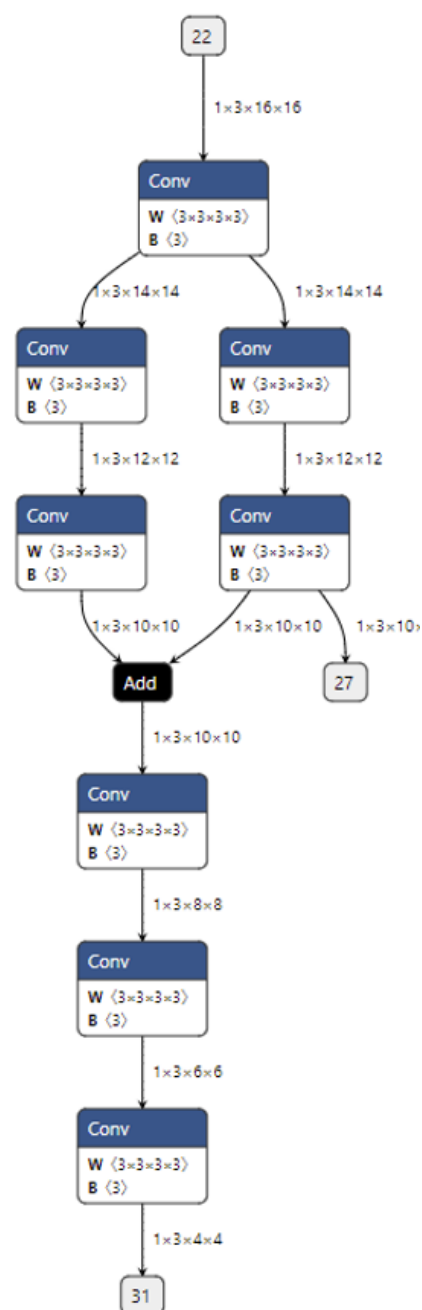 22
1×3×16×16
Conv
W 〈3×3×3×3〉
B 〈3〉
1×3×14×14
1×3×14×14
Conv
W 〈3×3×3×3〉
B 〈3〉
Conv
W 〈3×3×3×3〉
B 〈3〉
1×3×12×12
1×3×12×12
Conv
W 〈3×3×3×3〉
B 〈3〉
Conv
W 〈3×3×3×3〉
B 〈3〉
1×3×10×10
1×3×10×10
1×3×10×
Add
27
1×3×10×10
Conv
W 〈3×3×3×3〉
B 〈3〉
1×3×8×8
Conv
W 〈3×3×3×3〉
B 〈3〉
1×3×6×6
Conv
W 〈3×3×3×3〉
B 〈3〉
1×3×4×4
31